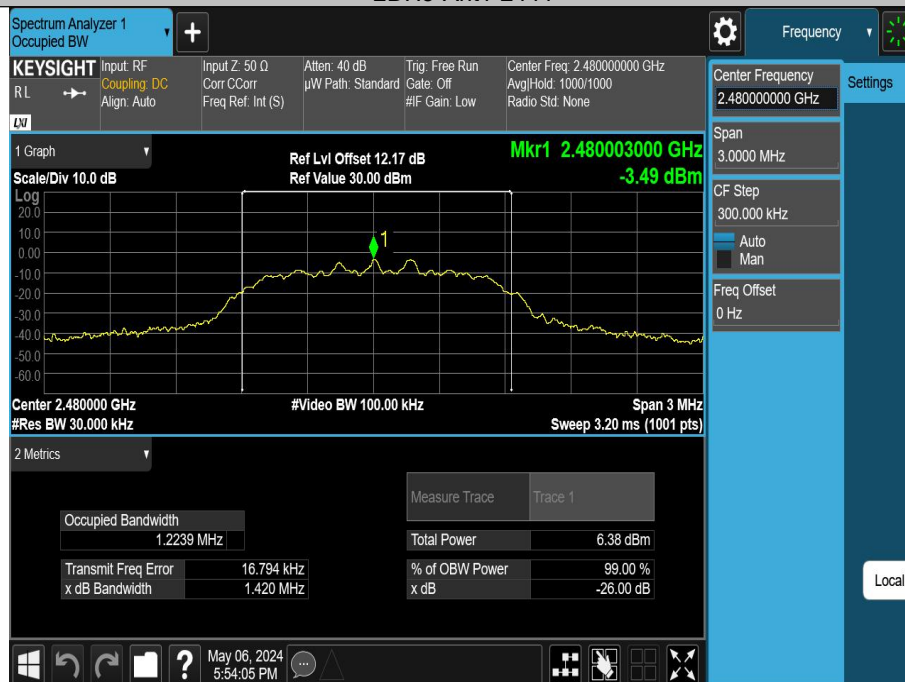 Spectrum Analyzer 1
Occupied BW
+
Frequency
KEYSIGHT
RL
LXI
Input: RF
Coupling: DC
Align: Auto
Input Z: 50 Ω
Corr CCorr
Freq Ref: Int (S)
Atten: 40 dB
µW Path: Standard
Trig: Free Run
Gate: Off
#IF Gain: Low
Center Freq: 2.480000000 GHz
Avg|Hold: 1000/1000
Radio Std: None
Center Frequency
2.480000000 GHz
Settings
Span
3.0000 MHz
CF Step
300.000 kHz
Auto
Man
Freq Offset
0 Hz
Local
1 Graph
Scale/Div 10.0 dB
Ref Lvl Offset 12.17 dB
Ref Value 30.00 dBm
Mkr1 2.480003000 GHz
-3.49 dBm
Log
20.0
10.0
0.00
-10.0
-20.0
-30.0
-40.0
-50.0
-60.0
1
Center 2.480000 GHz
#Video BW 100.00 kHz
Span 3 MHz
#Res BW 30.000 kHz
Sweep 3.20 ms (1001 pts)
2 Metrics
Measure Trace Trace 1
Occupied Bandwidth
1.2239 MHz
Total Power 6.38 dBm
Transmit Freq Error 16.794 kHz
% of OBW Power 99.00 %
x dB Bandwidth 1.420 MHz
x dB -26.00 dB
?
May 06, 2024
5:54:05 PM